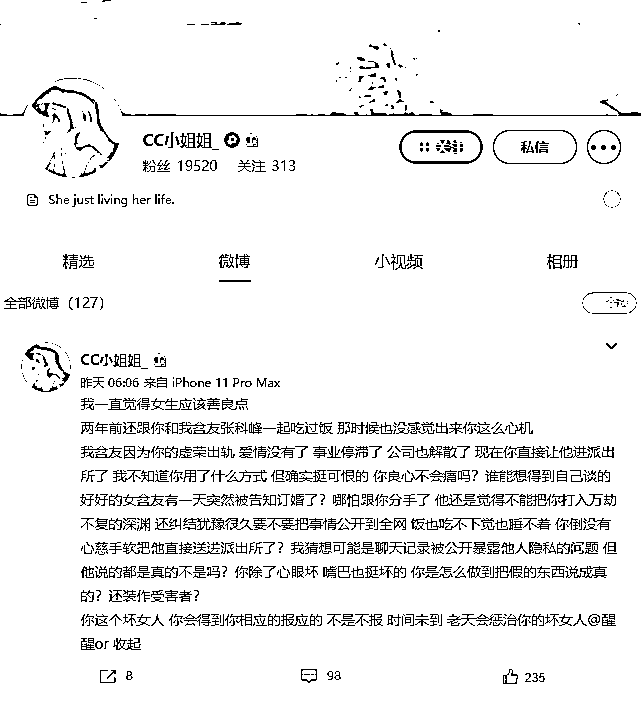 CC小姐姐_
粉丝 19520 关注 313
私信
She just living her life.
精选 微博 小视频 相册
全部微博（127）
CC小姐姐_
昨天 06:06 来自 iPhone 11 Pro Max
我一直觉得女生应该善良点
两年前还跟你和我盆友张科峰一起吃过饭 那时候也没感觉出来你这么心机
我盆友因为你的虚荣出轨 爱情没有了 事业停滞了 公司也解散了 现在你直接让他进派出
所了 我不知道你用了什么方式 但确实挺可恨的 你良心不会痛吗？谁能想得到自己谈的
好好的女盆友有一天突然被告知订婚了？哪怕跟你分手了 他还是觉得不能把你打入万劫
不复的深渊 还纠结犹豫很久要不要把事情公开到全网 饭也吃不下觉也睡不着 你倒没有
心慈手软把他直接送进派出所了？我猜想可能是聊天记录被公开暴露他人隐私的问题 但
他说的都是真的不是吗？你除了心眼坏 嘴巴也挺坏的 你是怎么做到把假的东西说成真
的？还装作受害者？
你这个坏女人 你会得到你相应的报应的 不是不报 时间未到 老天会惩治你的坏女人@醒
醒or 收起
8 98 235